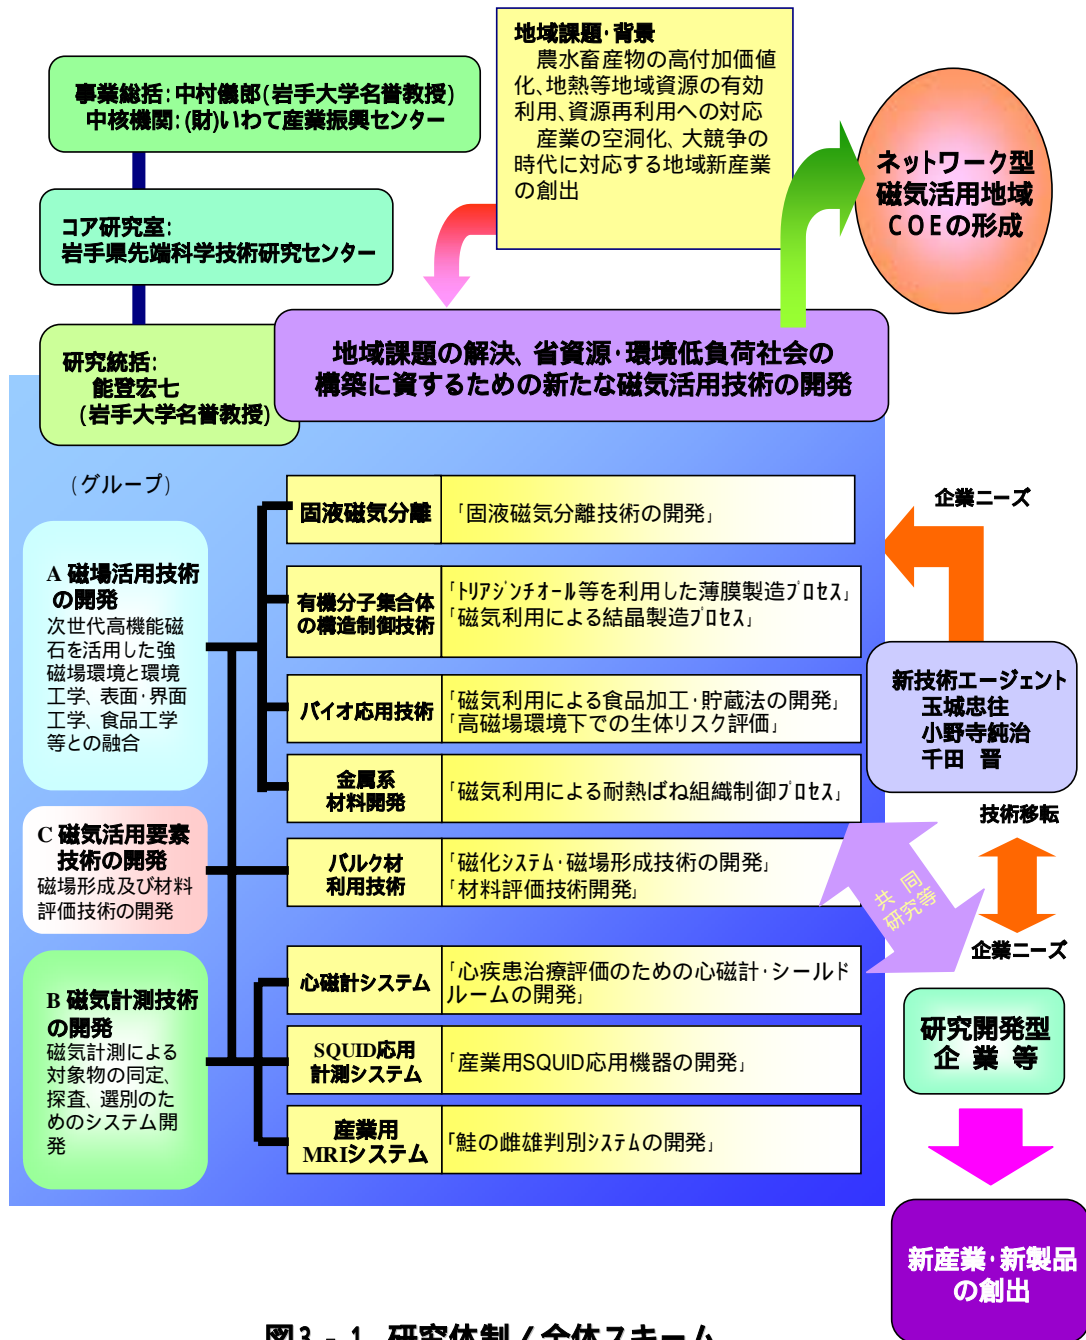 地域課題・背景
農水畜産物の高付加価値
化、地熱等地域資源の有効
利用、資源再利用への対応
産業の空洞化、大競争の
時代に対応する地域新産業
の創出
事業総括：中村儀郎（岩手大学名誉教授）
中核機関：（財）いわて産業振興センター
ネットワーク型
磁気活用地域
ＣＯＥの形成
コア研究室：
岩手県先端科学技術研究センター
研究統括：
能登宏七
（岩手大学名誉教授）
地域課題の解決、省資源・環境低負荷社会の
構築に資するための新たな磁気活用技術の開発
（グループ）
A 磁場活用技術
の開発
次世代高機能磁
石を活用した強
磁場環境と環境
工学、表面・界面
工学、食品工学
等との融合
C 磁気活用要素
技術の開発
磁場形成及び材料
評価技術の開発
B 磁気計測技術
の開発
磁気計測による
対象物の同定、
探査、選別のた
めのシステム開
発
固液磁気分離
「固液磁気分離技術の開発」
有機分子集合体
の構造制御技術
「ﾄﾘｱｼﾞﾝﾁｵｰﾙ等を利用した薄膜製造ﾌﾟﾛｾｽ」
「磁気利用による結晶製造ﾌﾟﾛｾｽ」
バイオ応用技術
「磁気利用による食品加工・貯蔵法の開発」
「高磁場環境下での生体リスク評価」
金属系
材料開発
「磁気利用による耐熱ばね組織制御ﾌﾟﾛｾｽ」
バルク材
利用技術
「磁化ｼｽﾃﾑ・磁場形成技術の開発」
「材料評価技術開発」
心磁計システム
「心疾患治療評価のための心磁計・シールド
ルームの開発」
SQUID応用
計測システム
「産業用SQUID応用機器の開発」
産業用
MRIシステム
「鮭の雌雄判別ｼｽﾃﾑの開発」
企業ニーズ
新技術エージェント
玉城忠往
小野寺純治
千田 晋
技術移転
共同
研究等
企業ニーズ
研究開発型
企業等
新産業・新製品
の創出
図３－１ 研究体制／全体スキーム